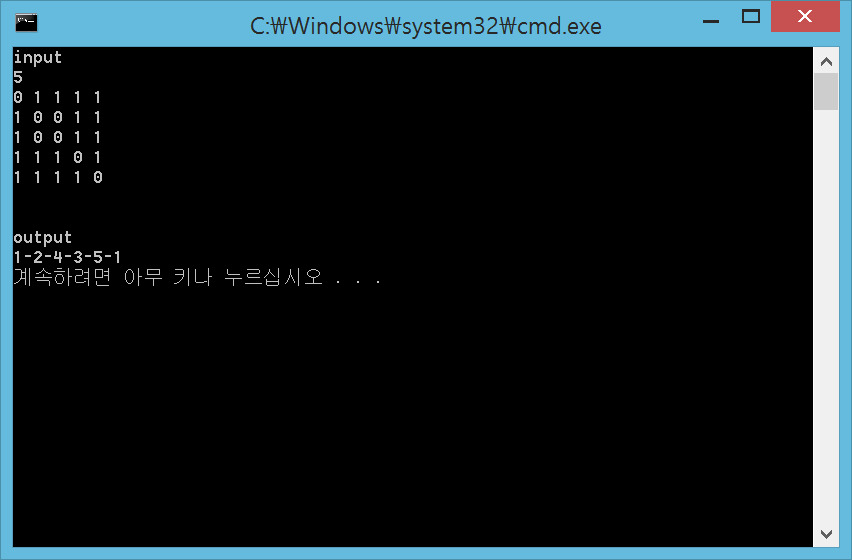 C:₩Windows₩system32₩cmd.exe
input
5
0 1 1 1 1
1 0 0 1 1
1 0 0 1 1
1 1 1 0 1
1 1 1 1 0
output
1-2-4-3-5-1
계속하려면 아무 키나 누르십시오 . . .